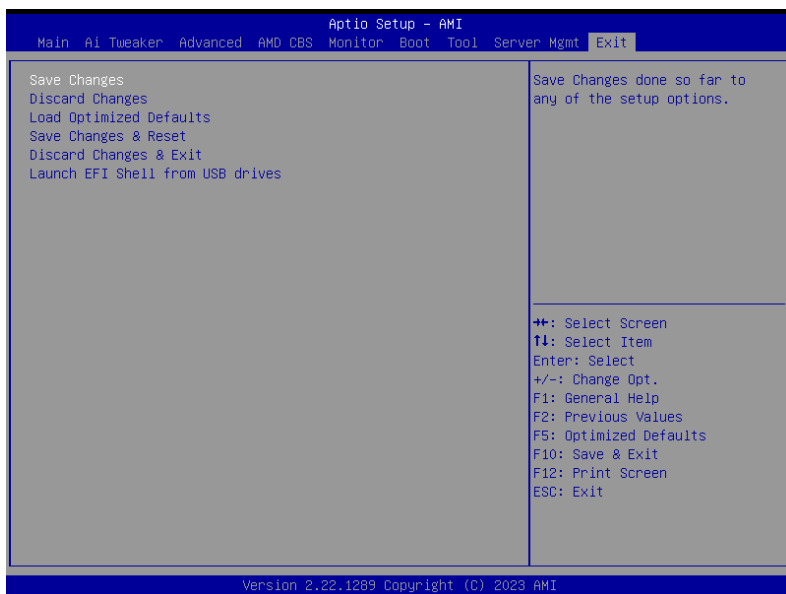 Aptio Setup – AMI
Main Ai Tweaker Advanced AMD CBS Monitor Boot Tool Server Mgmt Exit
Save Changes
Discard Changes
Load Optimized Defaults
Save Changes & Reset
Discard Changes & Exit
Launch EFI Shell from USB drives
Save Changes done so far to
any of the setup options.
→←: Select Screen
↑↓: Select Item
Enter: Select
+/-: Change Opt.
F1: General Help
F2: Previous Values
F5: Optimized Defaults
F10: Save & Exit
F12: Print Screen
ESC: Exit
Version 2.22.1289 Copyright (C) 2023 AMI